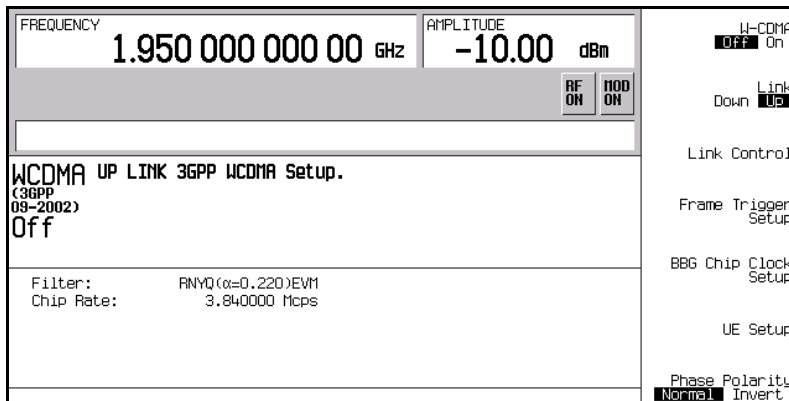 FREQUENCY
1.950 000 000 00 GHz
AMPLITUDE
-10.00 dBm
RF ON
MOD ON
WCDMA UP LINK 3GPP WCDMA Setup.
(3GPP
09-2002)
Off
Filter: RNYQ(α=0.220)EVM
Chip Rate: 3.840000 Mcps
W-CDMA
Off On
Link
Down Up
Link Control
Frame Trigger
Setup
BBG Chip Clock
Setup
UE Setup
Phase Polarity
Normal Invert